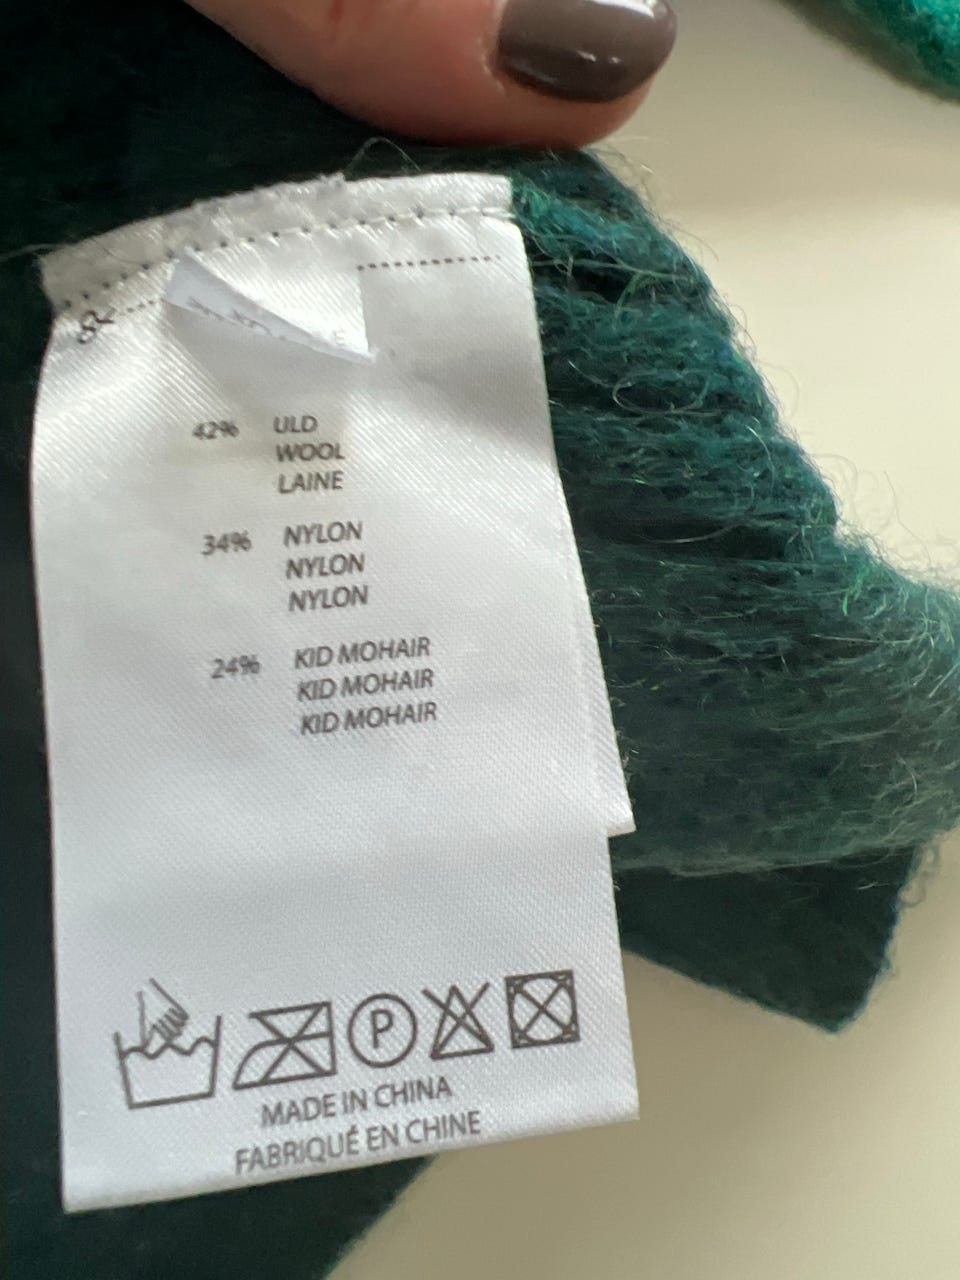 42% ULD
WOOL
LAINE
34% NYLON
NYLON
NYLON
24% KID MOHAIR
KID MOHAIR
KID MOHAIR
P
MADE IN CHINA
FABRIQUÉ EN CHINE